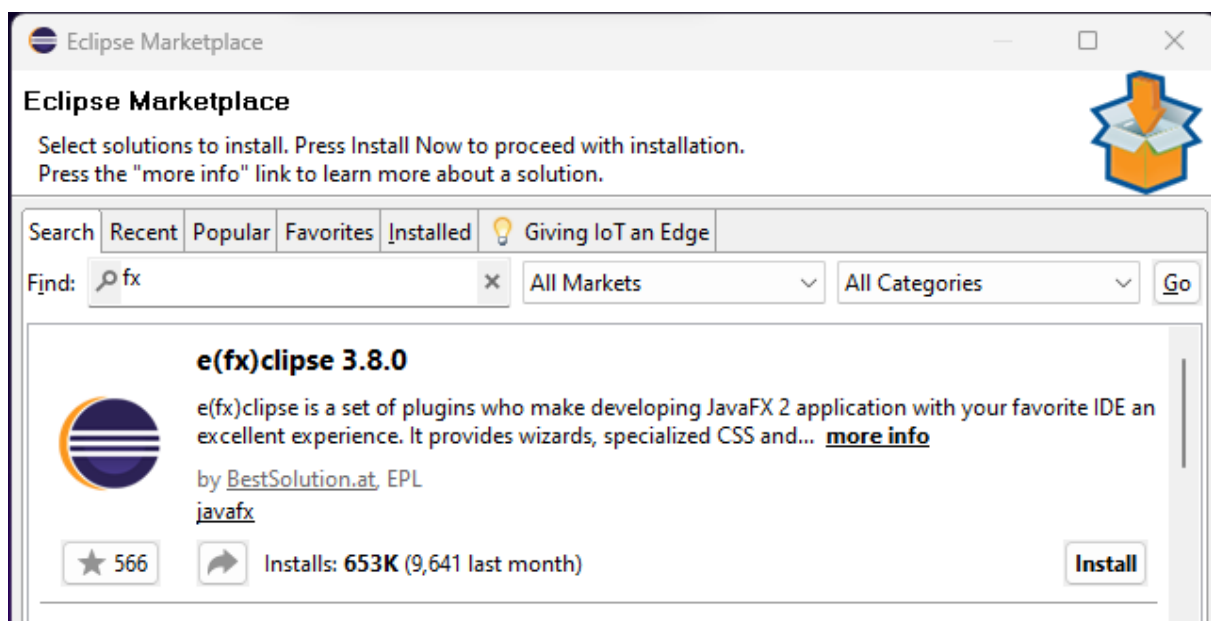 Eclipse Marketplace
Eclipse Marketplace
Select solutions to install. Press Install Now to proceed with installation.
Press the "more info" link to learn more about a solution.
Search Recent Popular Favorites Installed Giving IoT an Edge
Find: fx All Markets All Categories Go
e(fx)clipse 3.8.0
e(fx)clipse is a set of plugins who make developing JavaFX 2 application with your favorite IDE an
excellent experience. It provides wizards, specialized CSS and... more info
by BestSolution.at, EPL
javafx
566 Installs: 653K (9,641 last month) Install